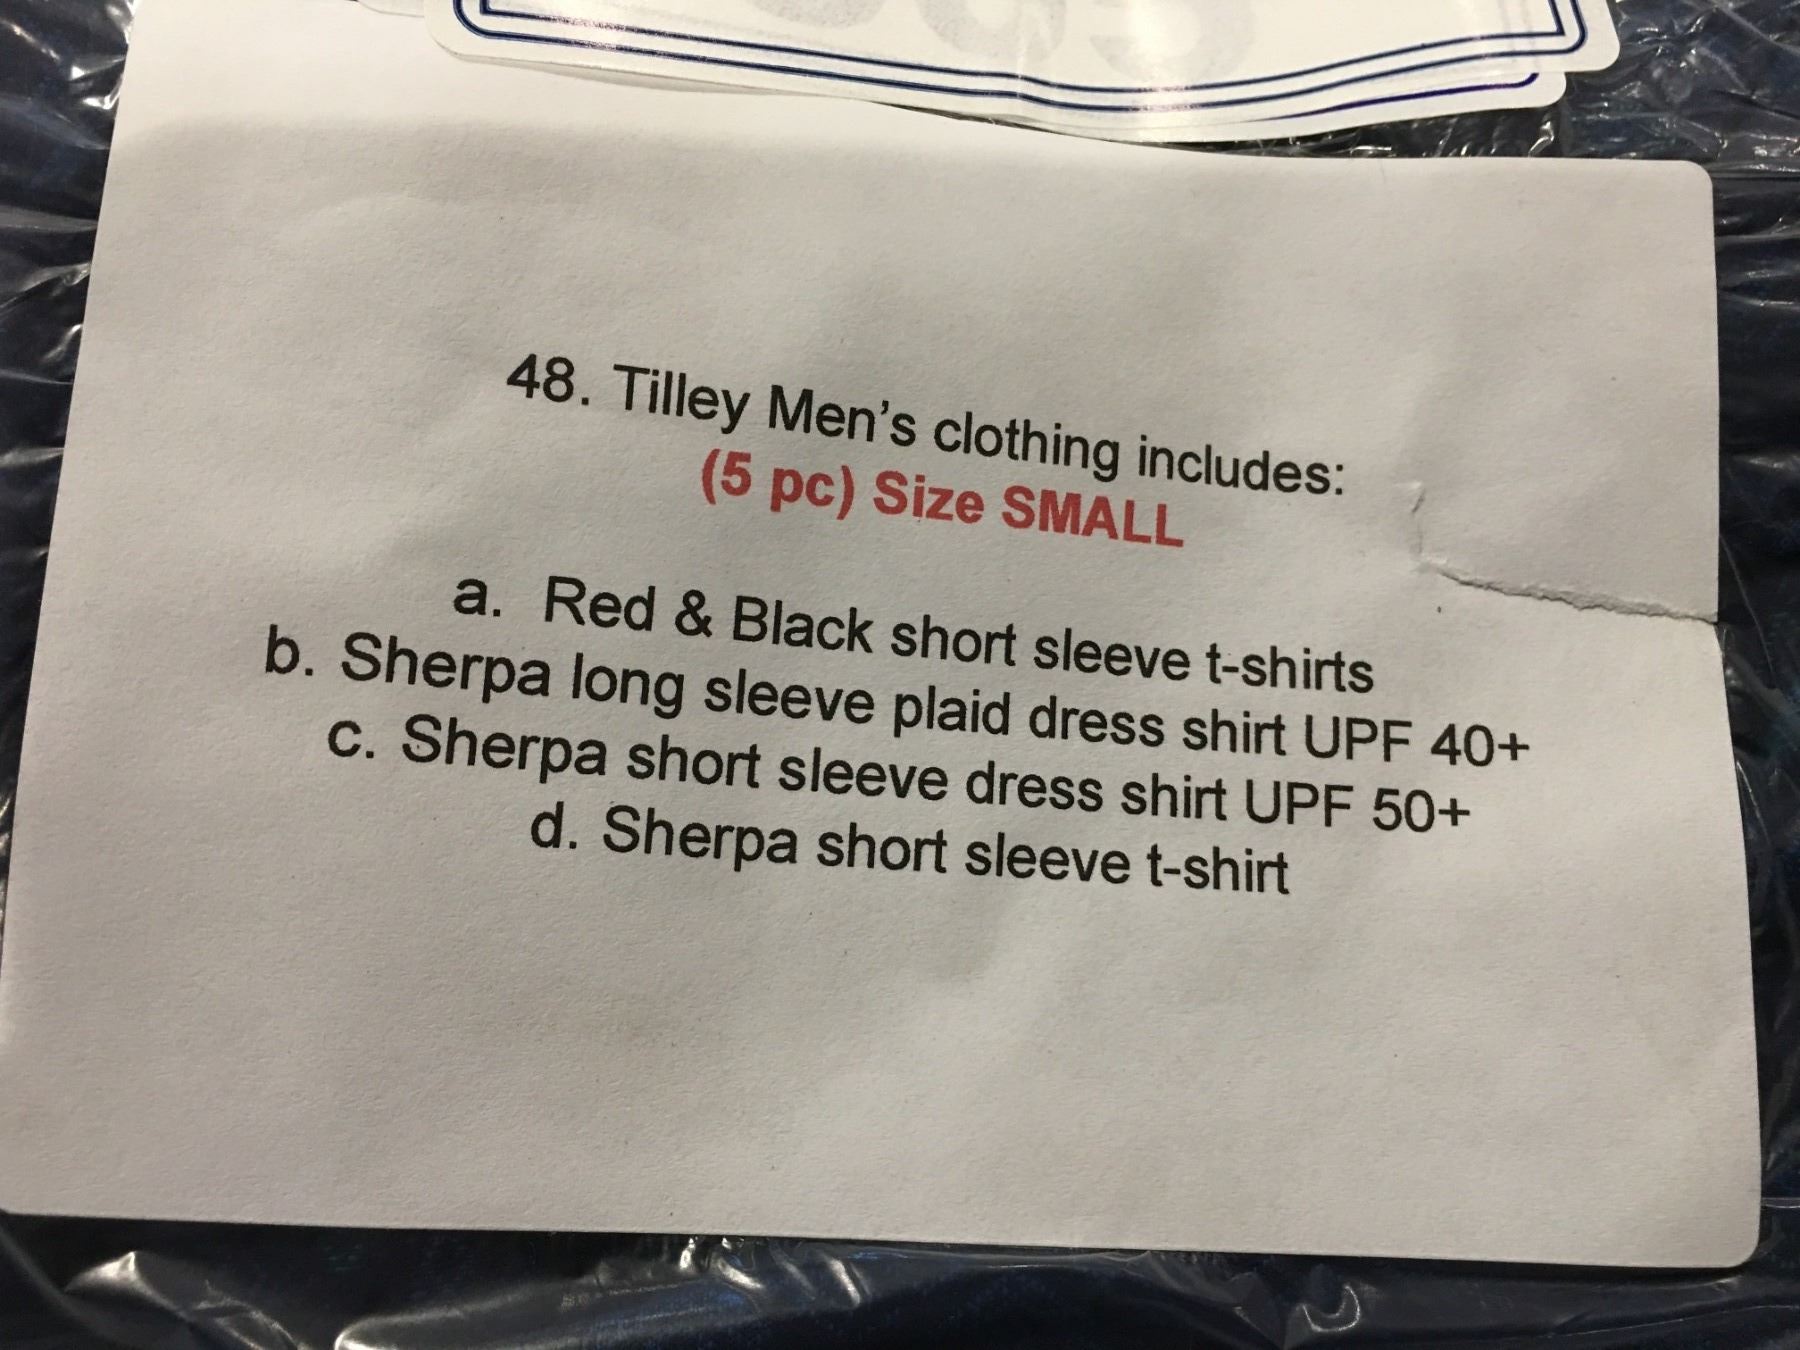 48. Tilley Men's clothing includes:
(5 pc) Size SMALL
a. Red & Black short sleeve t-shirts
b. Sherpa long sleeve plaid dress shirt UPF 40+
c. Sherpa short sleeve dress shirt UPF 50+
d. Sherpa short sleeve t-shirt